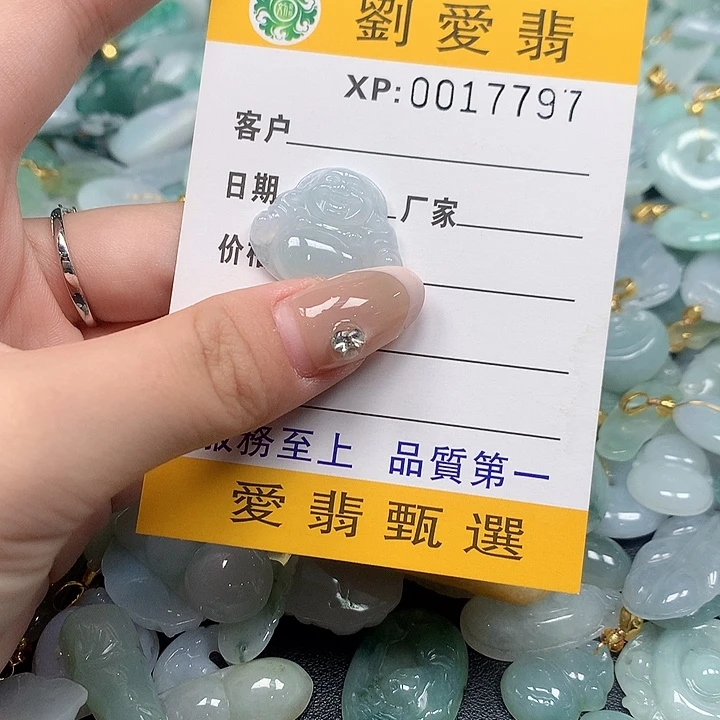 劉愛翡
XP:0017797
客户
日期 厂家
价格
服務至上 品質第一
愛翡甄選